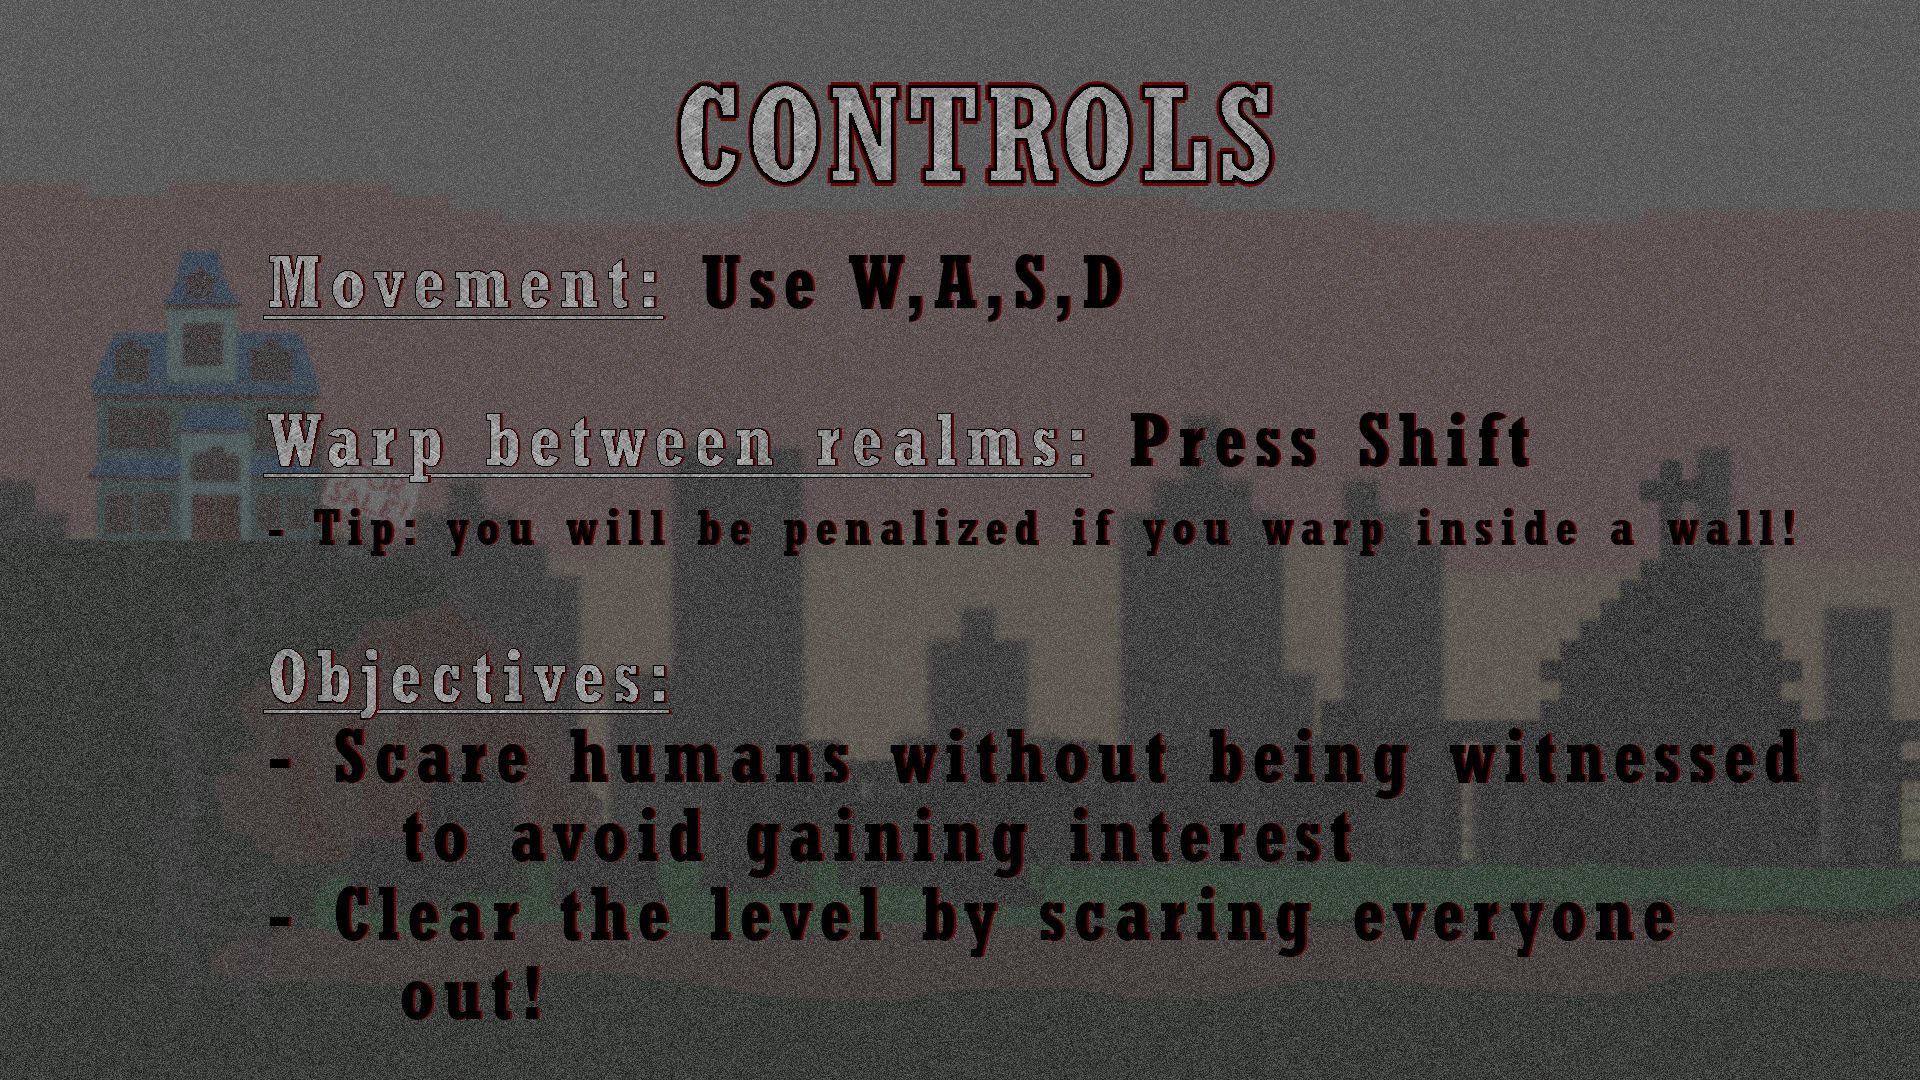 CONTROLS
Movement: Use W,A,S,D
Warp between realms: Press Shift
SALE!
- Tip: you will be penalized if you warp inside a wall!
Objectives:
- Scare humans without being witnessed
to avoid gaining interest
- Clear the level by scaring everyone
out!